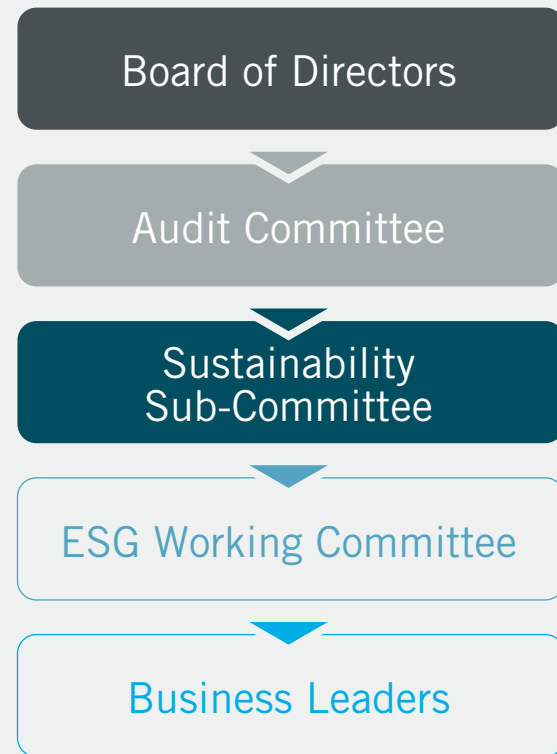 Board of Directors
Audit Committee
Sustainability
Sub-Committee
ESG Working Committee
Business Leaders